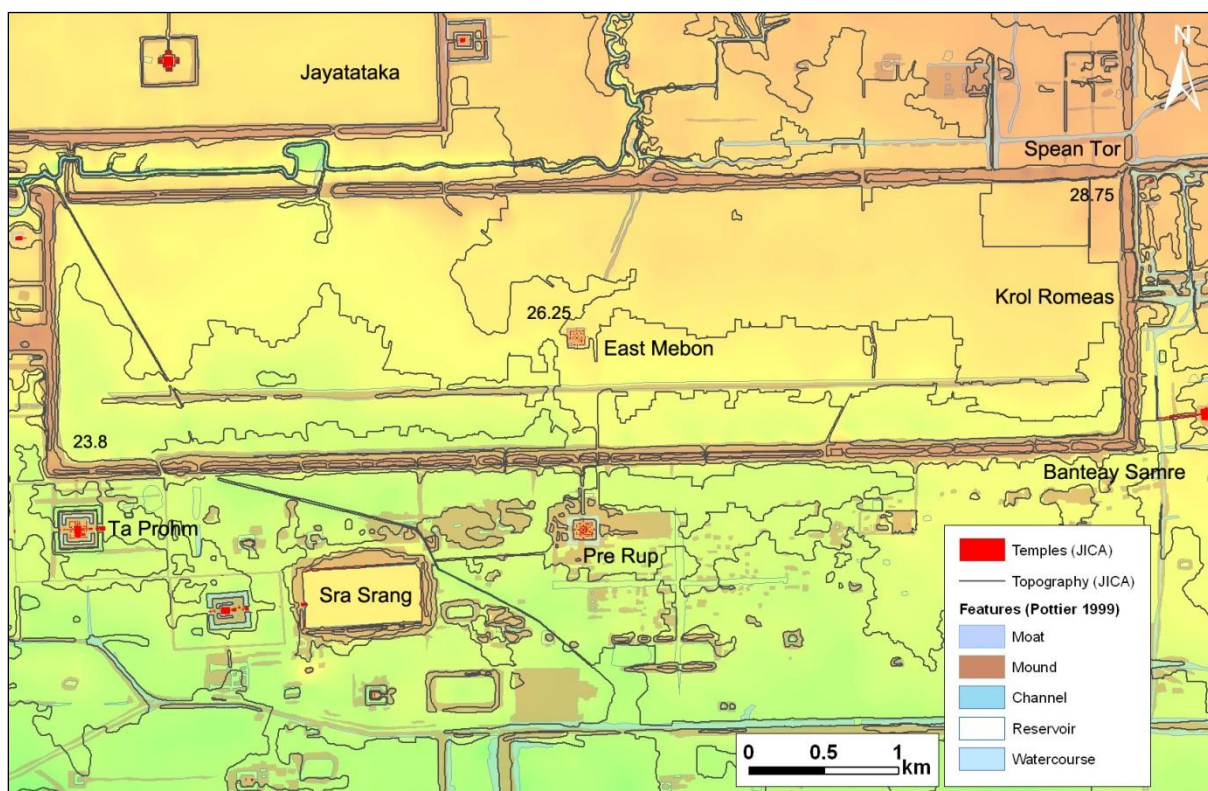 Jayatataka
N
Spean Tor
28.75
Krol Romeas
26.25
East Mebon
23.8
Banteay Samre
Ta Prohm
Pre Rup
Sra Srang
Temples (JICA)
Topography (JICA)
Features (Pottier 1999)
Moat
Mound
Channel
Reservoir
Watercourse
0 0.5 1
km